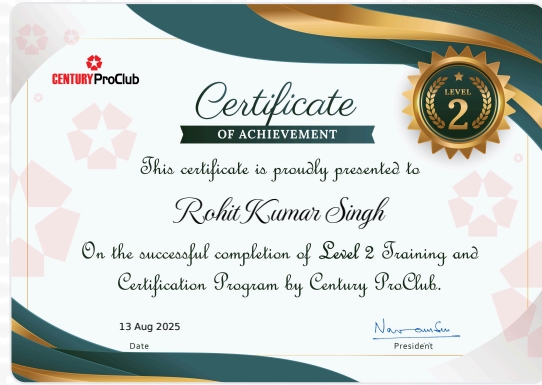 CENTURY ProClub
Certificate
OF ACHIEVEMENT
LEVEL
2
This certificate is proudly presented to
Rohit Kumar Singh
On the successful completion of Level 2 Training and
Certification Program by Century ProClub.
13 Aug 2025
Date
President